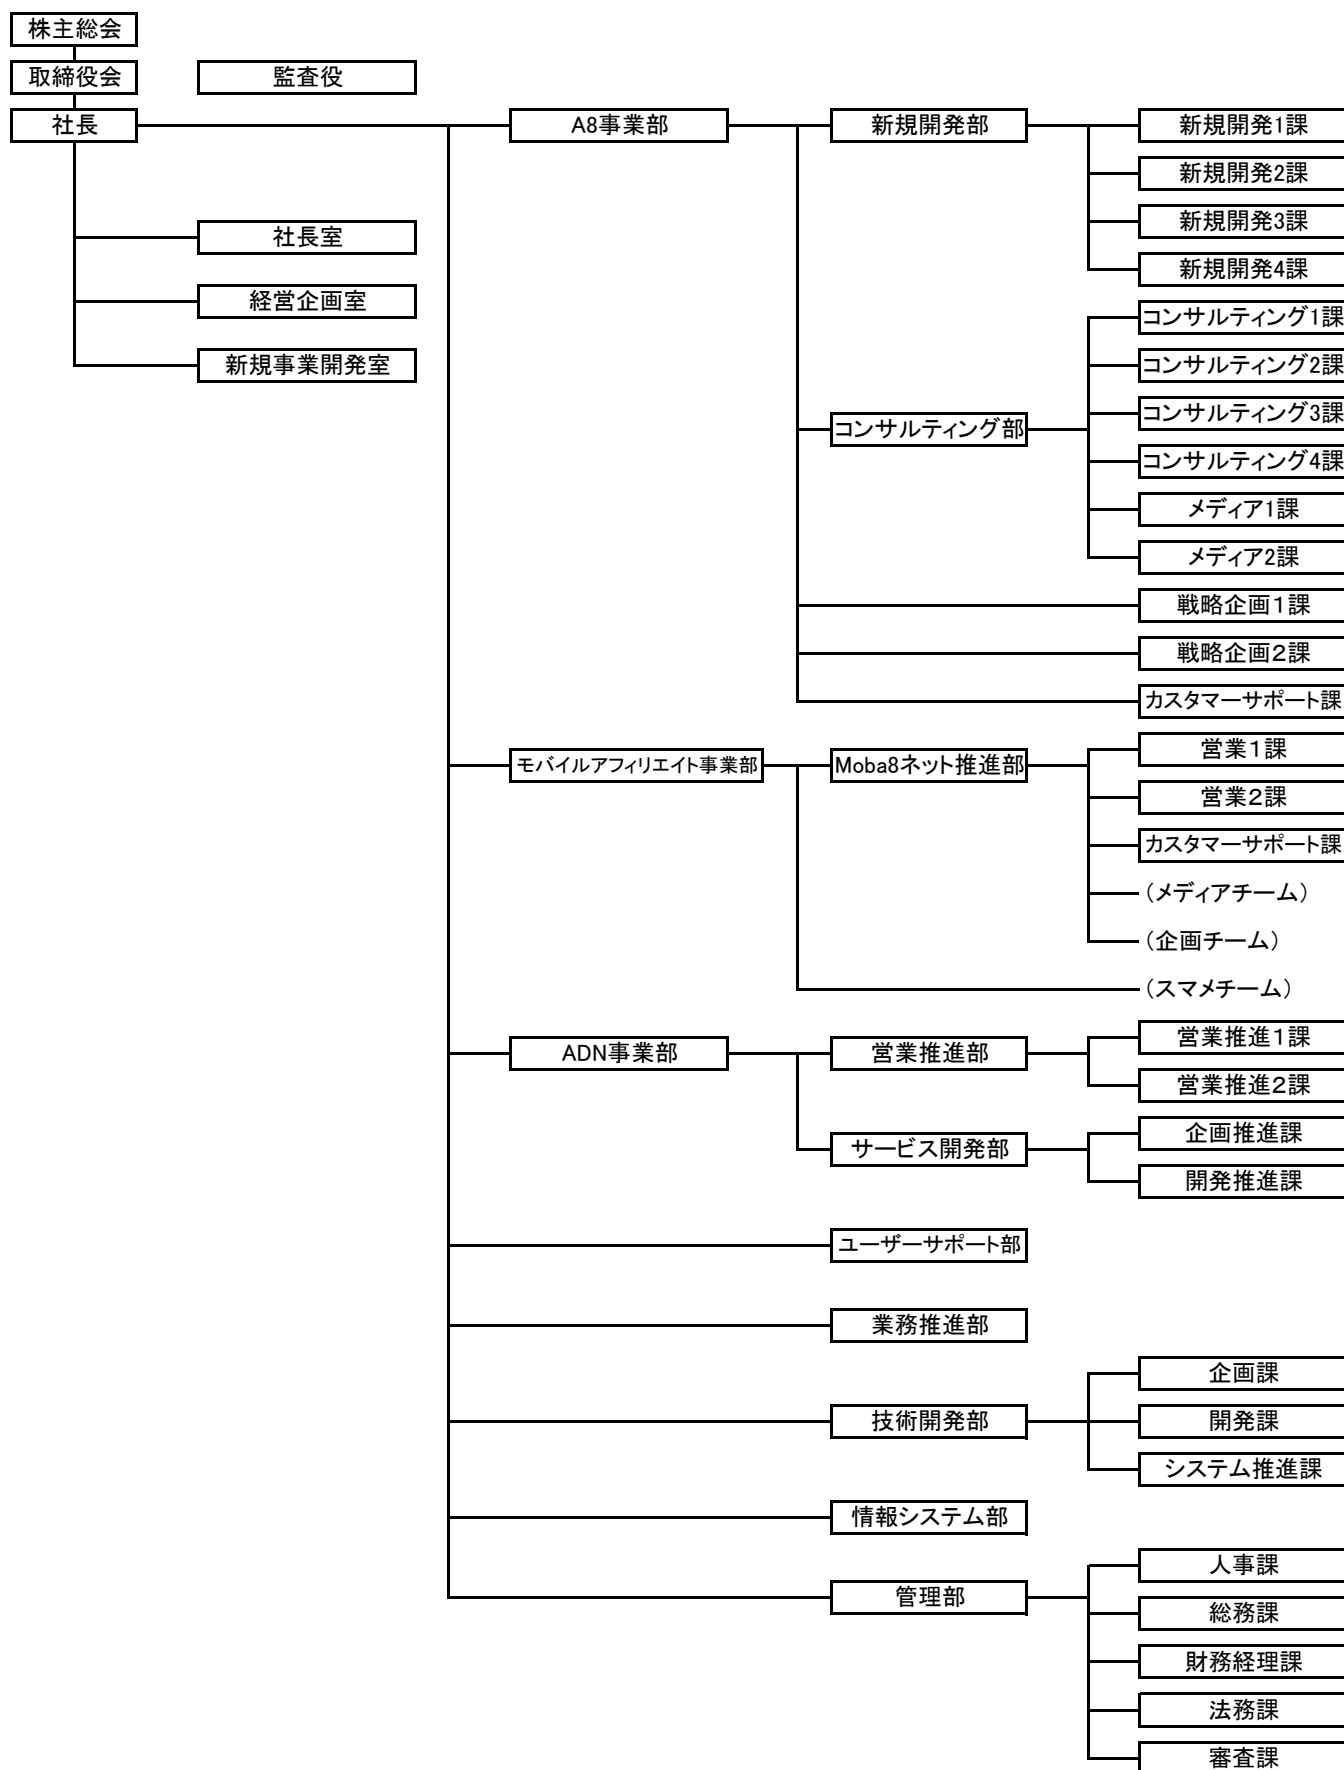 株主総会
取締役会
監査役
社長
A8事業部
新規開発部
新規開発1課
新規開発2課
新規開発3課
新規開発4課
社長室
経営企画室
新規事業開発室
コンサルティング部
コンサルティング1課
コンサルティング2課
コンサルティング3課
コンサルティング4課
メディア1課
メディア2課
戦略企画１課
戦略企画２課
カスタマーサポート課
モバイルアフィリエイト事業部
Moba8ネット推進部
営業１課
営業２課
カスタマーサポート課
（メディアチーム）
（企画チーム）
（スマメチーム）
ADN事業部
営業推進部
営業推進１課
営業推進２課
サービス開発部
企画推進課
開発推進課
ユーザーサポート部
業務推進部
技術開発部
企画課
開発課
システム推進課
情報システム部
管理部
人事課
総務課
財務経理課
法務課
審査課